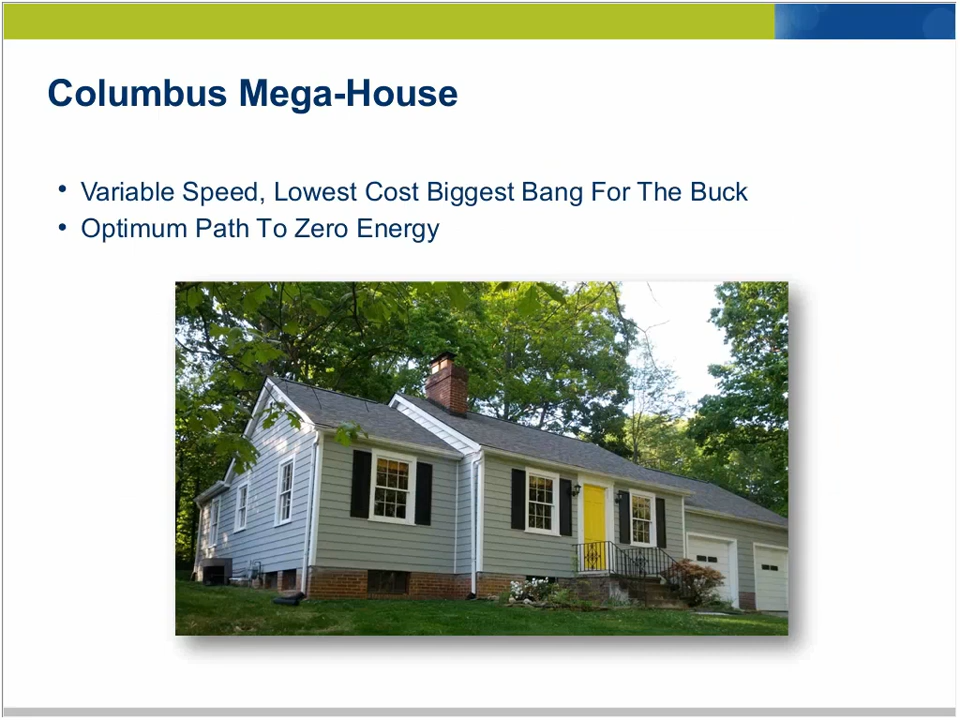 Columbus Mega-House
• Variable Speed, Lowest Cost Biggest Bang For The Buck
• Optimum Path To Zero Energy